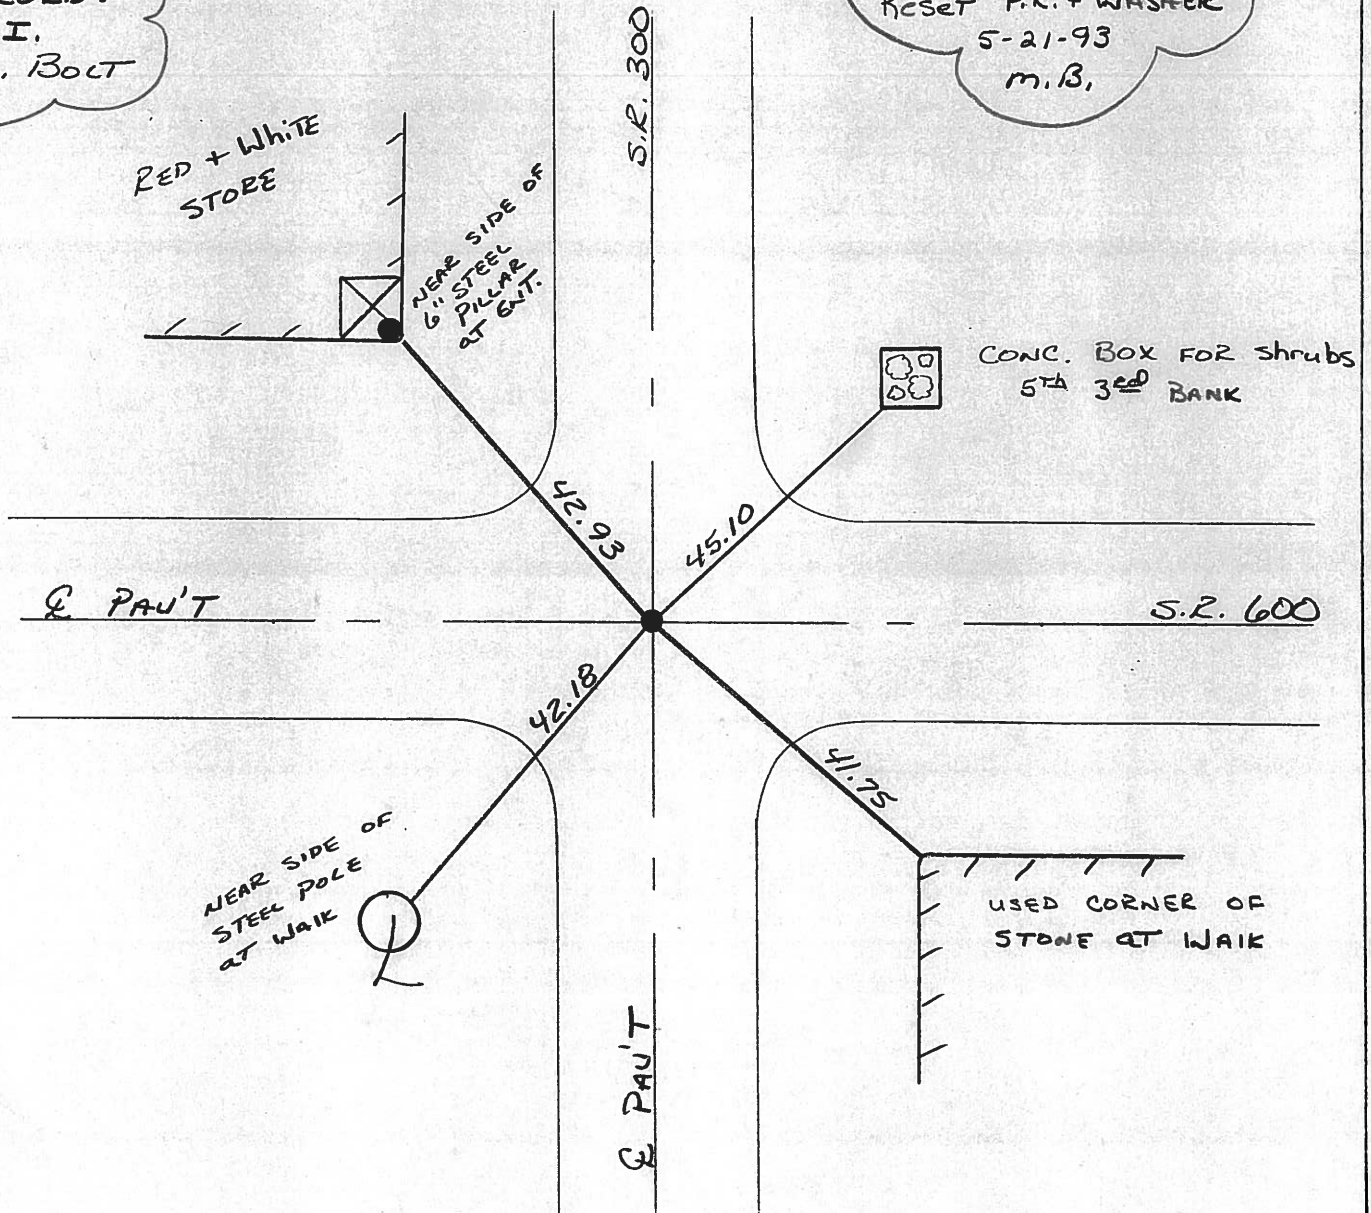 I.
. BOLT
RESET P.K. + WASHER
5-21-93
M.B.
S.R. 300
RED + WHITE
STORE
NEAR SIDE OF
6" STEEL
PILLAR
AT ENT.
CONC. BOX FOR Shrubs
5th 3ed BANK
42.93
45.10
℄ PAV'T
S.R. 600
42.18
41.75
NEAR SIDE OF
STEEL POLE
AT WALK
USED CORNER OF
STONE AT WALK
℄ PAV'T